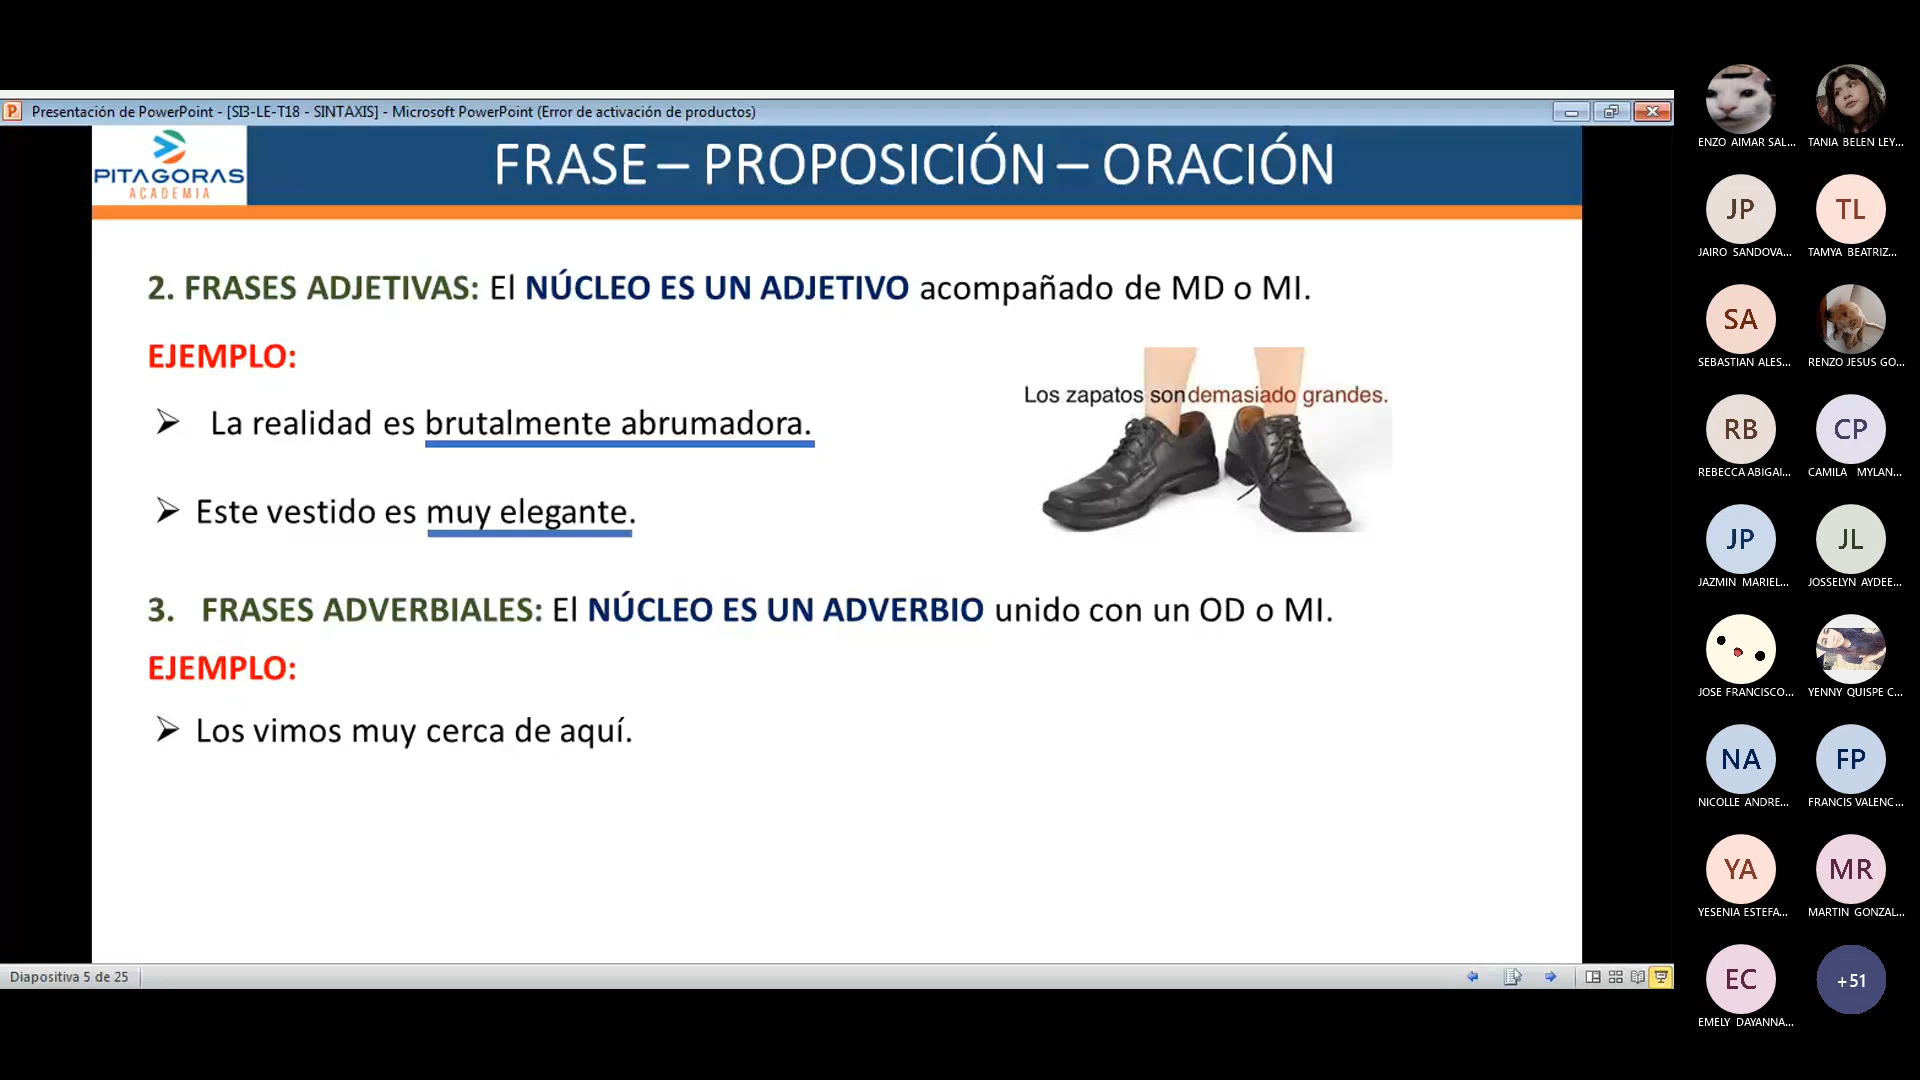 Presentación de PowerPoint - [SI3-LE-T18 - SINTAXIS] - Microsoft PowerPoint (Error de activación de productos)
PITAGORAS
ACADEMIA
FRASE – PROPOSICIÓN – ORACIÓN
2. FRASES ADJETIVAS: El NÚCLEO ES UN ADJETIVO acompañado de MD o MI.
EJEMPLO:
Los zapatos son demasiado grandes.
➢ La realidad es brutalmente abrumadora.
➢ Este vestido es muy elegante.
3. FRASES ADVERBIALES: El NÚCLEO ES UN ADVERBIO unido con un OD o MI.
EJEMPLO:
➢ Los vimos muy cerca de aquí.
Diapositiva 5 de 25
ENZO AIMAR SAL...
TANIA BELEN LEY...
JP
TL
JAIRO SANDOVA...
TAMYA BEATRIZ...
SA
SEBASTIAN ALES...
RENZO JESUS GO...
RB
CP
REBECCA ABIGAI...
CAMILA MYLAN...
JP
JL
JAZMIN MARIEL...
JOSSELYN AYDEE...
JOSE FRANCISCO...
YENNY QUISPE C...
NA
FP
NICOLLE ANDRE...
FRANCIS VALENC...
YA
MR
YESENIA ESTEFA...
MARTIN GONZAL...
EC
+51
EMELY DAYANNA...